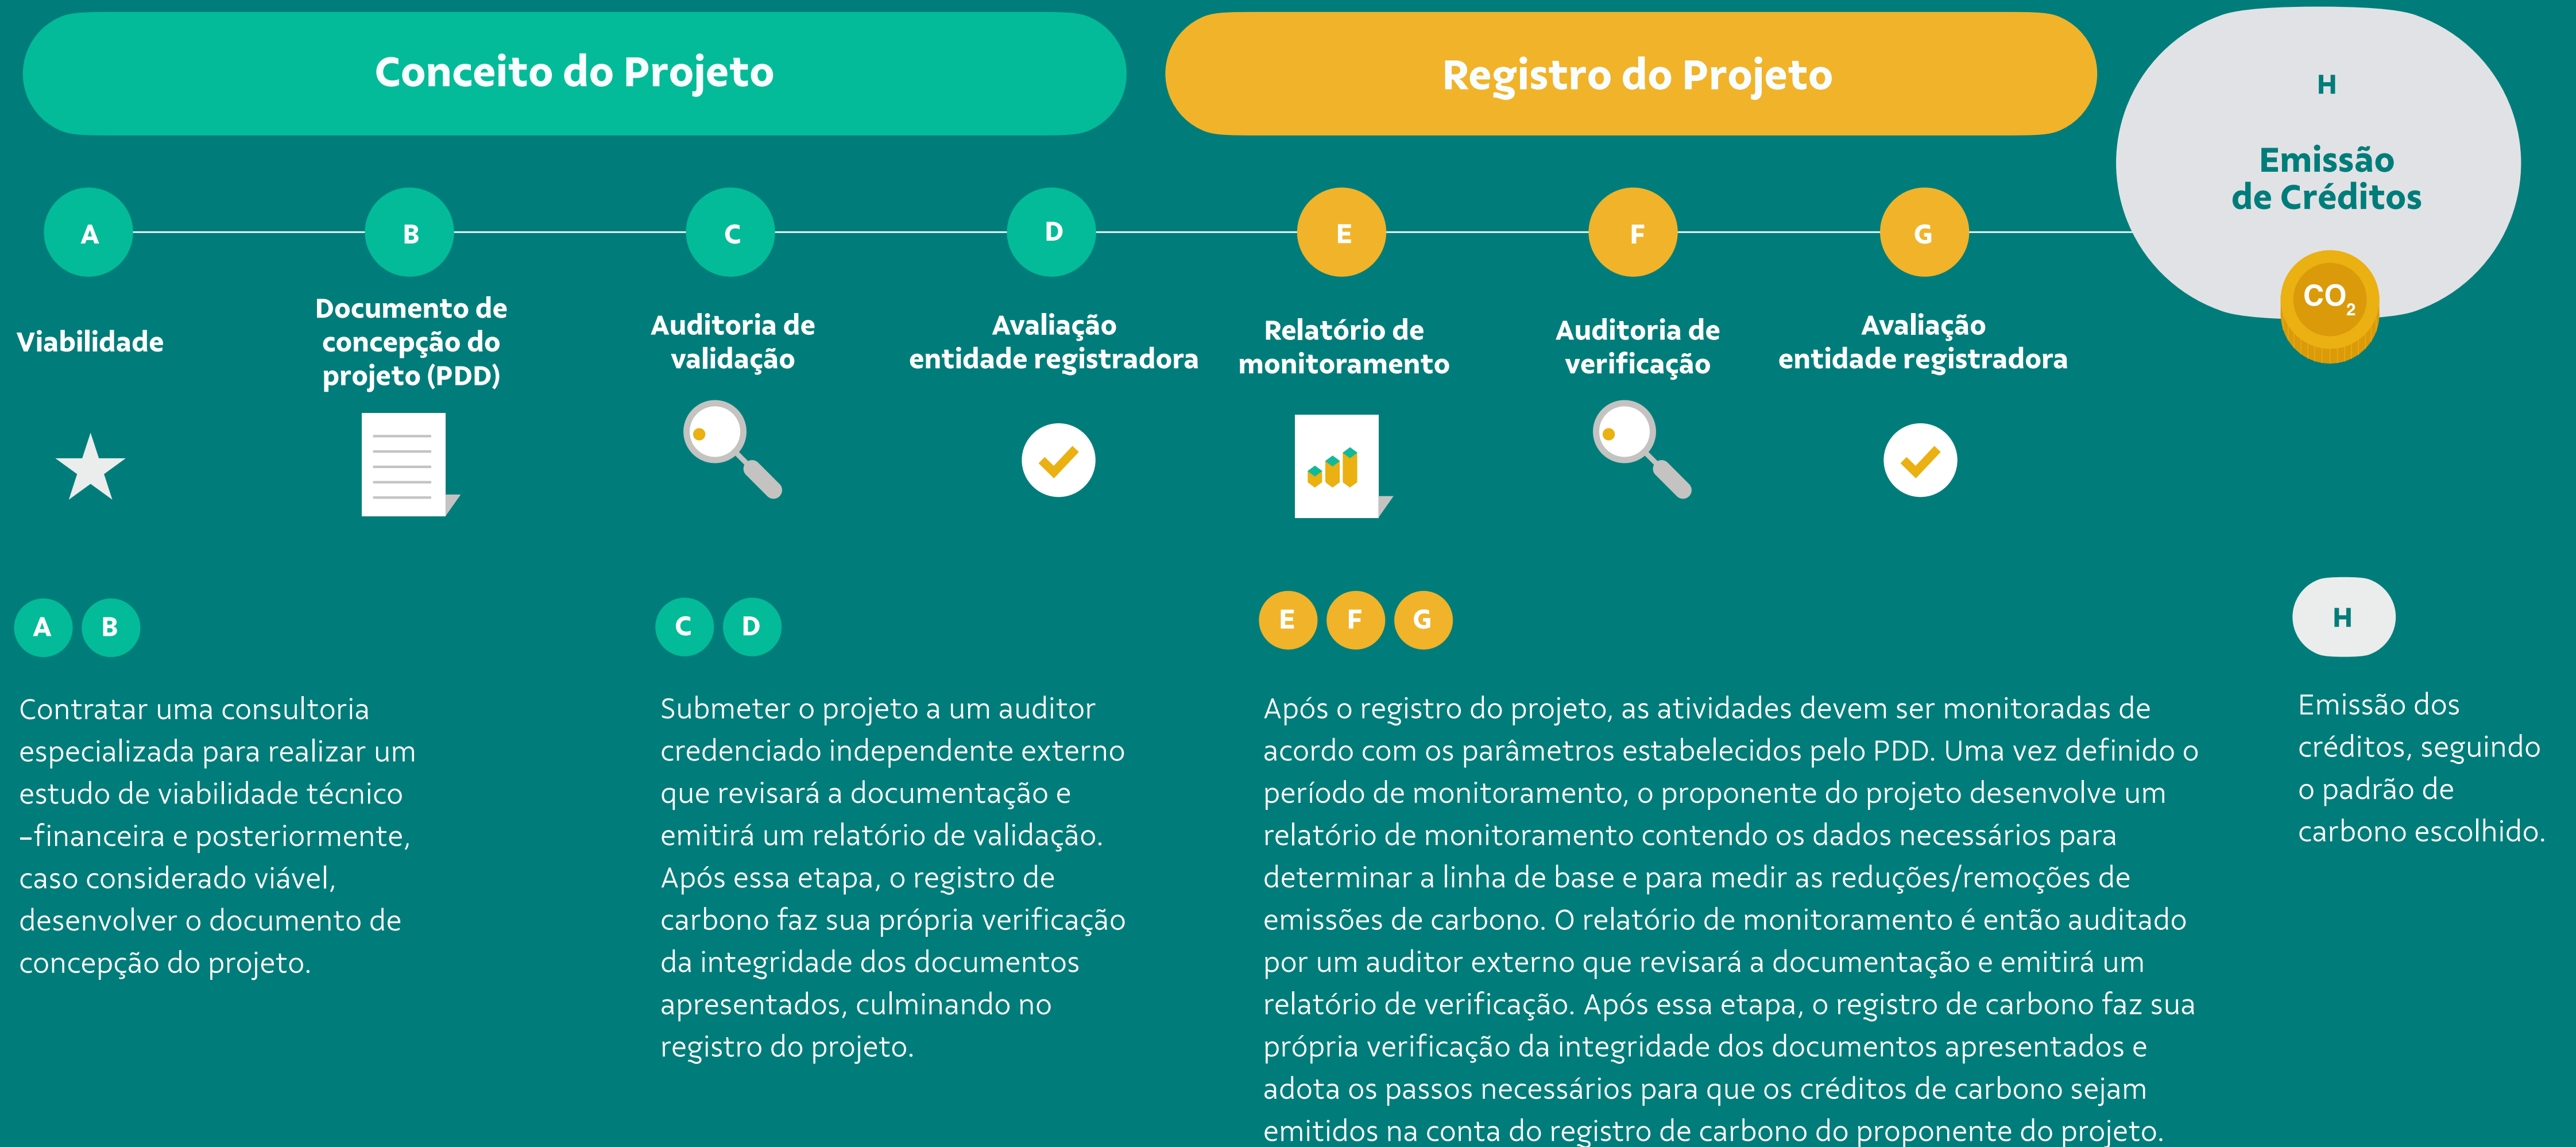 Conceito do Projeto
Registro do Projeto
H
Emissão
de Créditos
CO2
A
B
C
D
E
F
G
Viabilidade
Documento de
concepção do
projeto (PDD)
Auditoria de
validação
Avaliação
entidade registradora
Relatório de
monitoramento
Auditoria de
verificação
Avaliação
entidade registradora
A B
Contratar uma consultoria
especializada para realizar um
estudo de viabilidade técnico
–financeira e posteriormente,
caso considerado viável,
desenvolver o documento de
concepção do projeto.
C D
Submeter o projeto a um auditor
credenciado independente externo
que revisará a documentação e
emitirá um relatório de validação.
Após essa etapa, o registro de
carbono faz sua própria verificação
da integridade dos documentos
apresentados, culminando no
registro do projeto.
E F G
Após o registro do projeto, as atividades devem ser monitoradas de
acordo com os parâmetros estabelecidos pelo PDD. Uma vez definido o
período de monitoramento, o proponente do projeto desenvolve um
relatório de monitoramento contendo os dados necessários para
determinar a linha de base e para medir as reduções/remoções de
emissões de carbono. O relatório de monitoramento é então auditado
por um auditor externo que revisará a documentação e emitirá um
relatório de verificação. Após essa etapa, o registro de carbono faz sua
própria verificação da integridade dos documentos apresentados e
adota os passos necessários para que os créditos de carbono sejam
emitidos na conta do registro de carbono do proponente do projeto.
H
Emissão dos
créditos, seguindo
o padrão de
carbono escolhido.